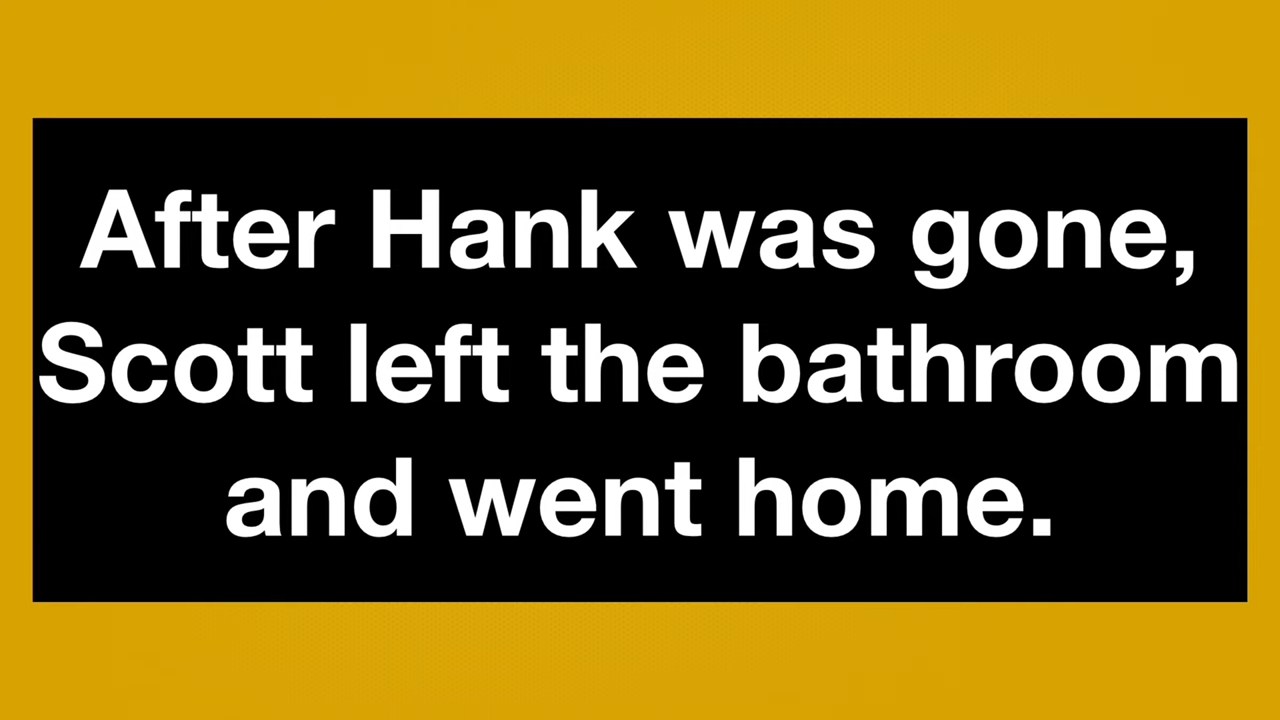 After Hank was gone,
Scott left the bathroom
and went home.